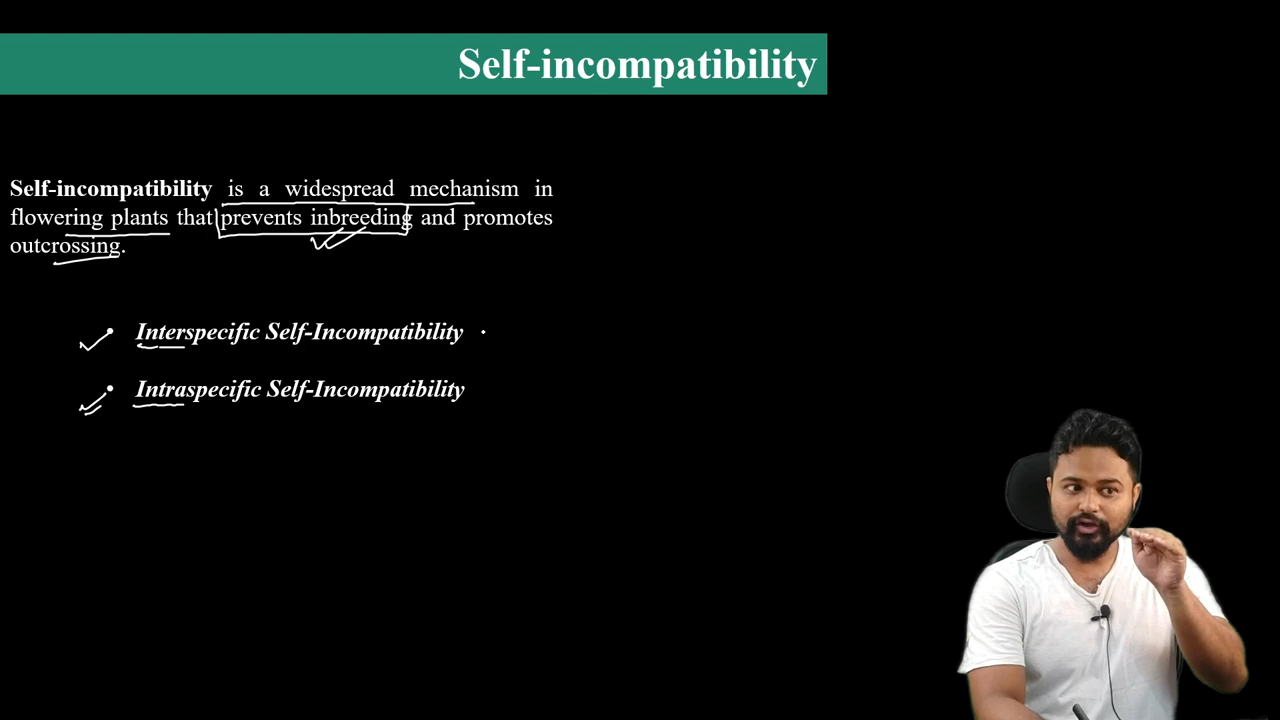 Self-incompatibility
Self-incompatibility is a widespread mechanism in
flowering plants that prevents inbreeding and promotes
outcrossing.
• Interspecific Self-Incompatibility
• Intraspecific Self-Incompatibility